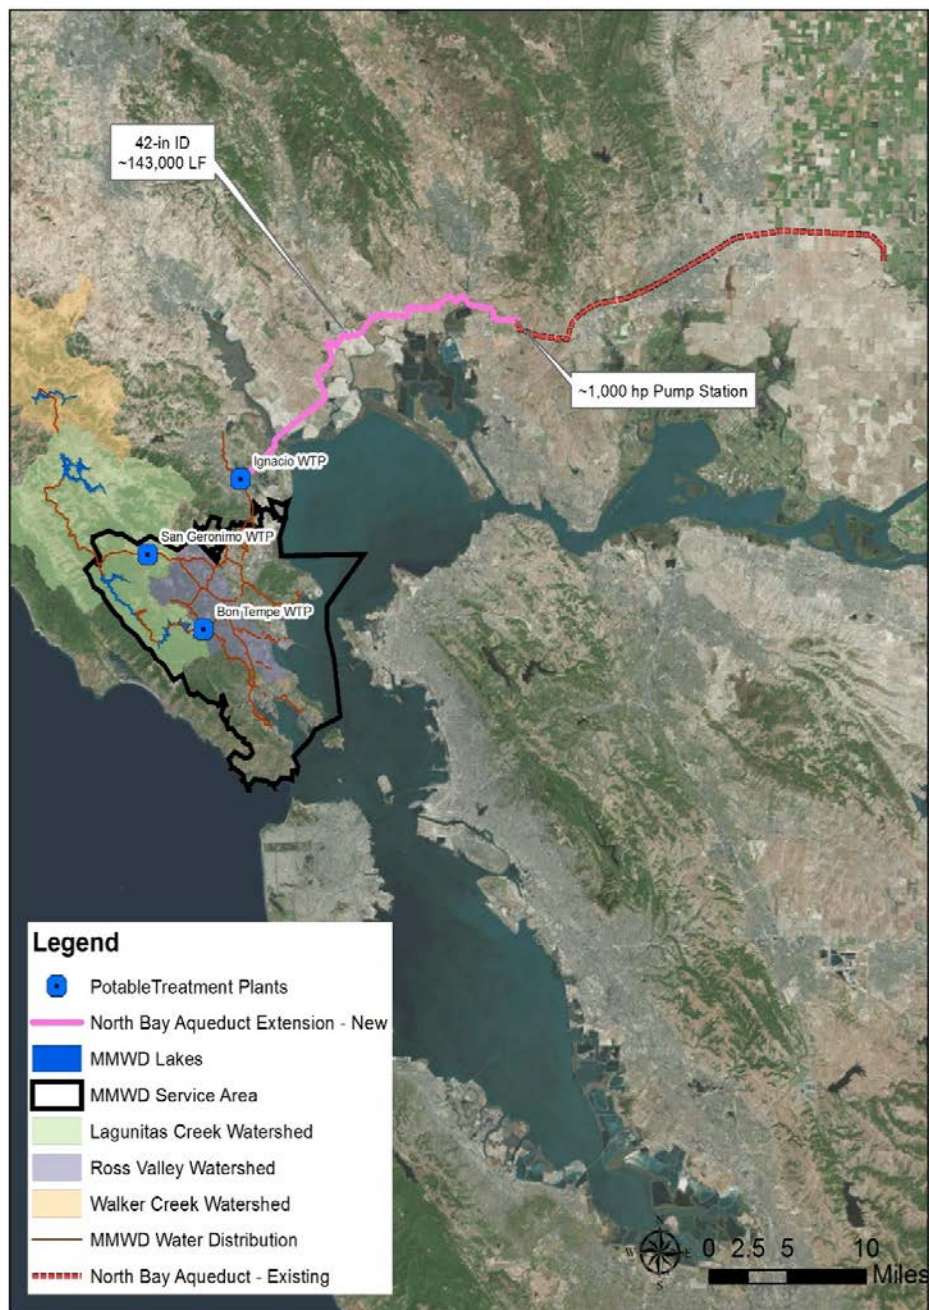 42-in ID
~143,000 LF
~1,000 hp Pump Station
Ignacio WTP
San Geronimo WTP
Bon Tempe WTP
Legend
PotableTreatment Plants
North Bay Aqueduct Extension - New
MMWD Lakes
MMWD Service Area
Lagunitas Creek Watershed
Ross Valley Watershed
Walker Creek Watershed
MMWD Water Distribution
North Bay Aqueduct - Existing
N
W E
S
0 2.5 5 10
Miles